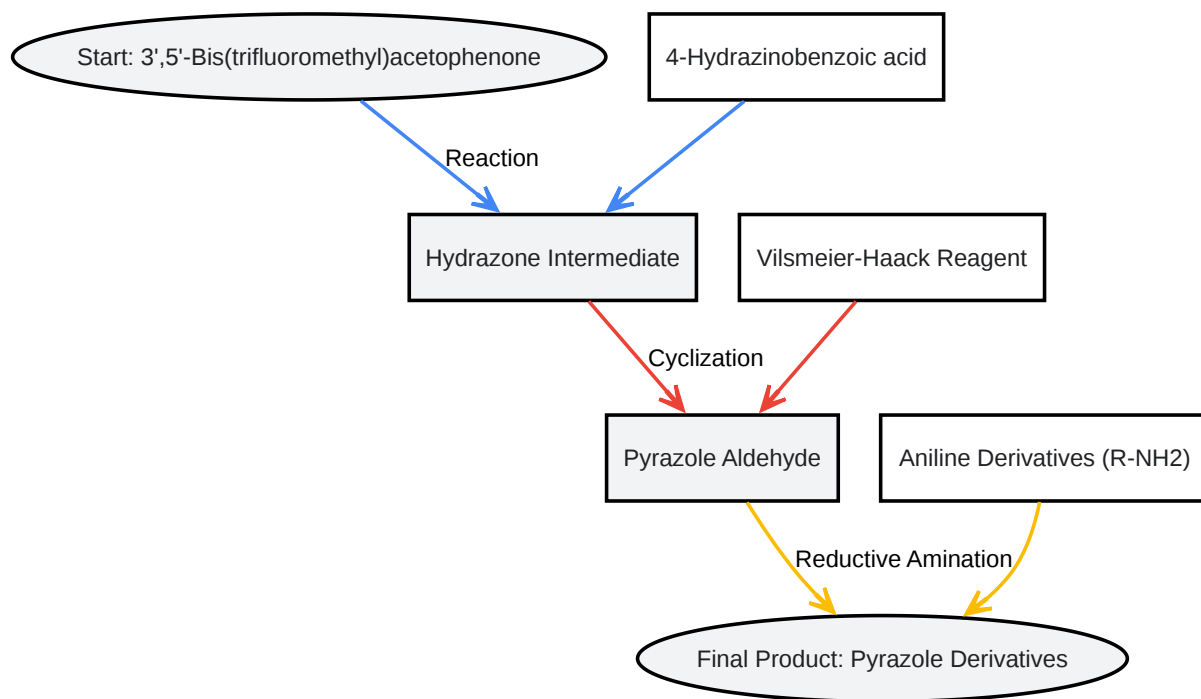 Start: 3',5'-Bis(trifluoromethyl)acetophenone
4-Hydrazinobenzoic acid
Reaction
Hydrazone Intermediate
Vilsmeier-Haack Reagent
Cyclization
Pyrazole Aldehyde
Aniline Derivatives (R-NH2)
Reductive Amination
Final Product: Pyrazole Derivatives